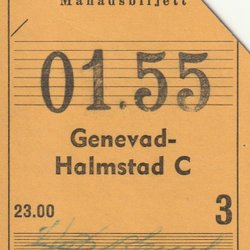 Månadsbiljett
01.55
Genevad-
Halmstad C
23.00 3